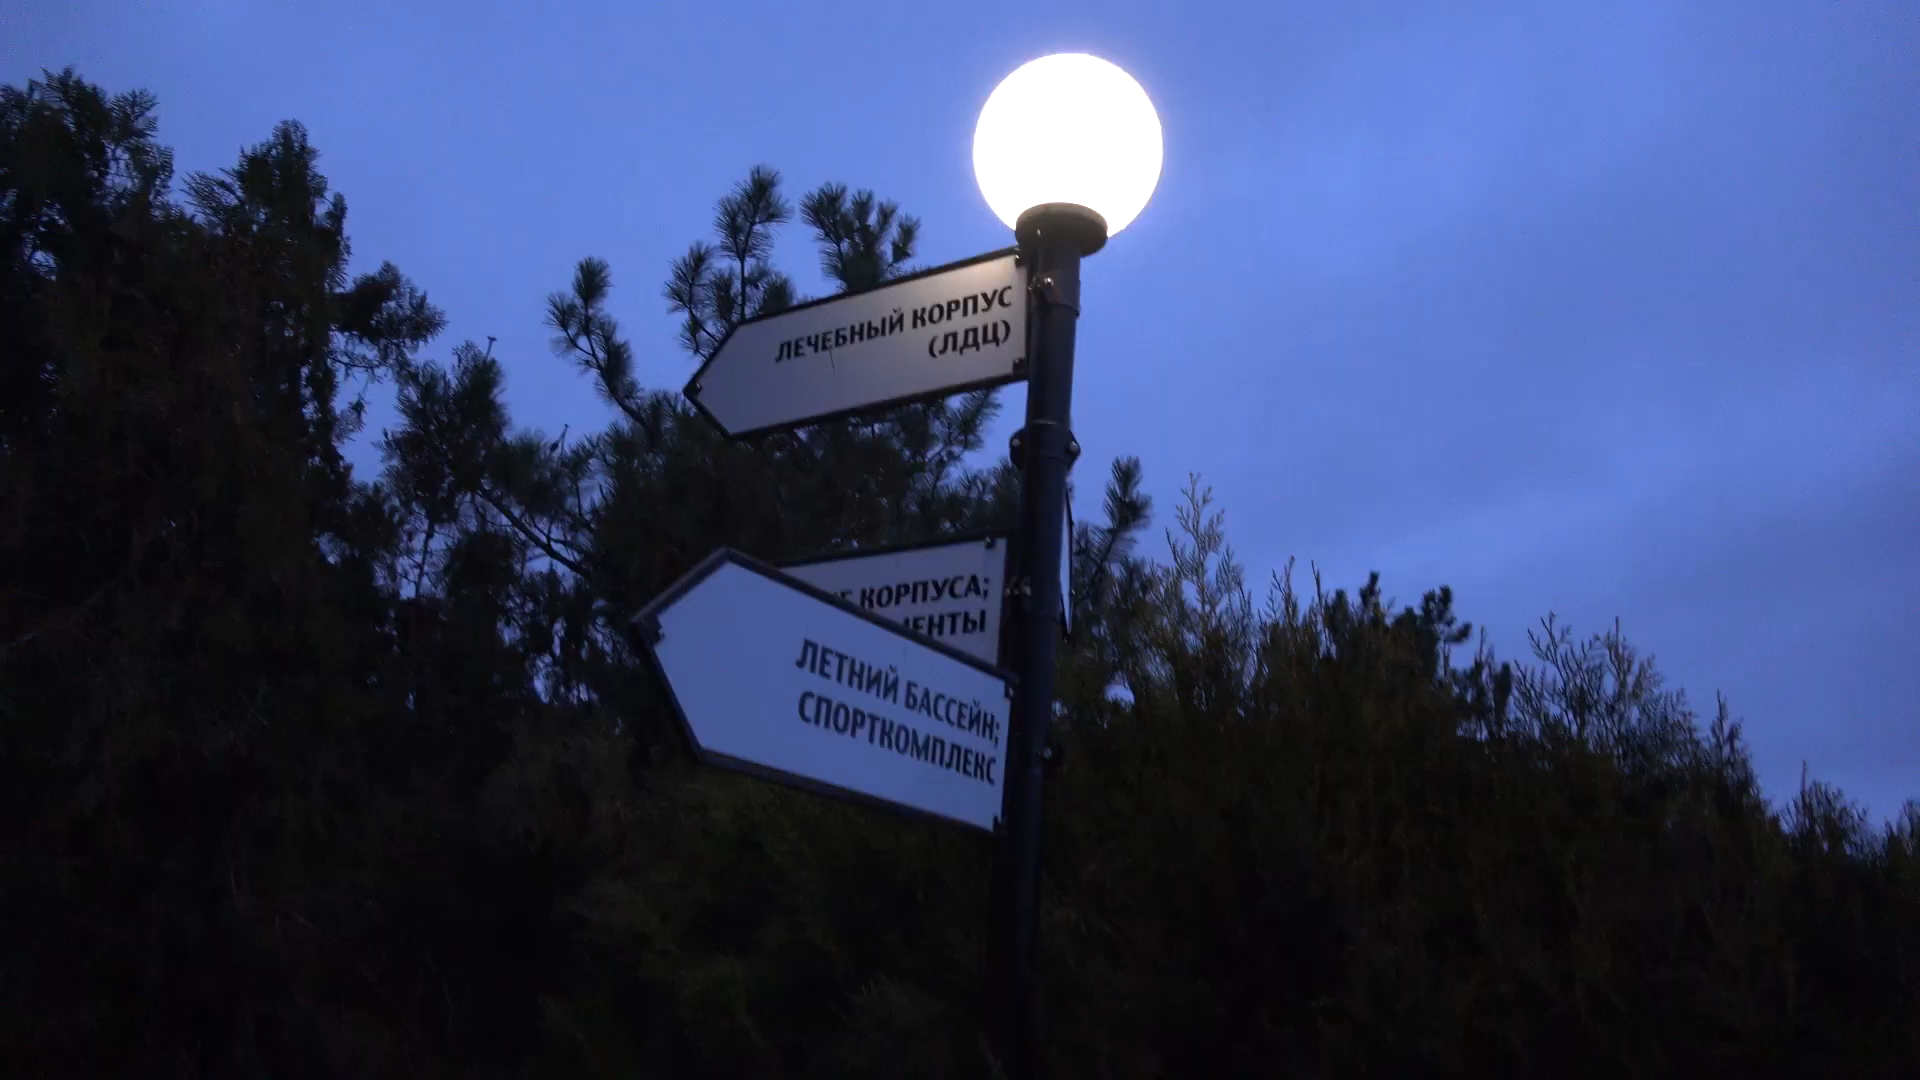 ЛЕЧЕБНЫЙ КОРПУС
(ЛДЦ)
КОРПУСА;
ЛЕТНИЙ БАССЕЙН;
СПОРТКОМПЛЕКС